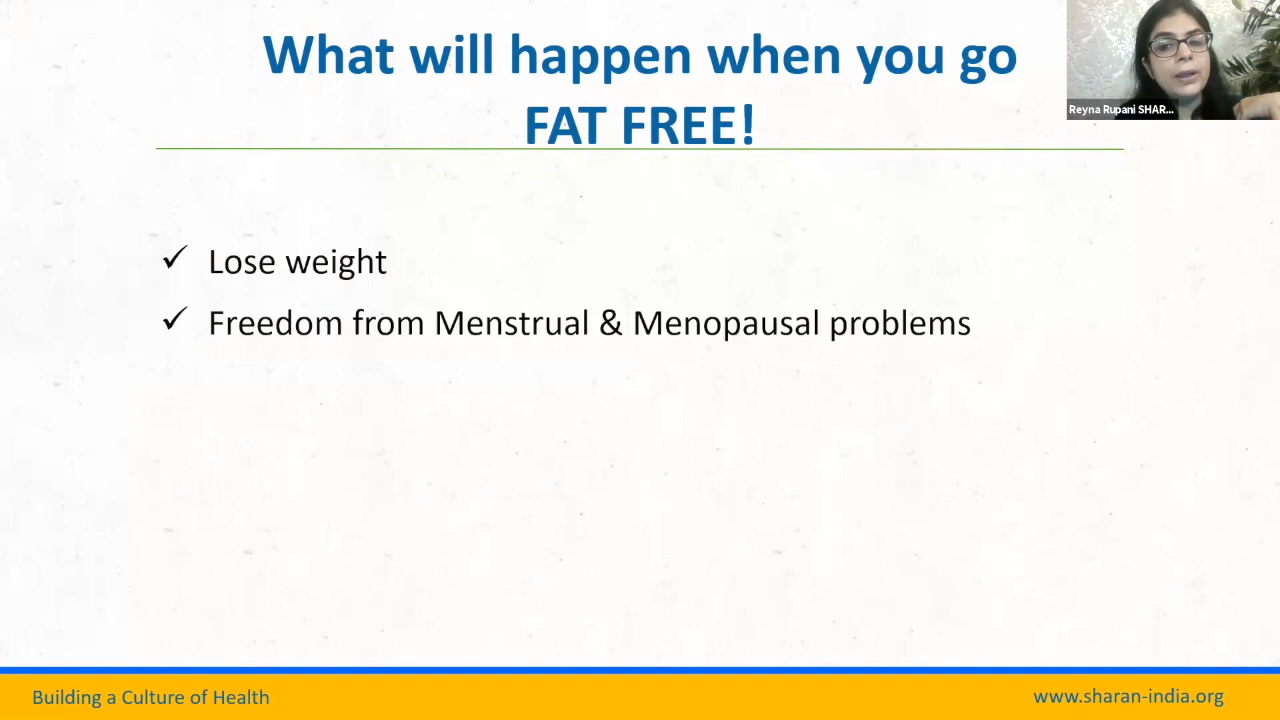 What will happen when you go
FAT FREE!
Reyna Rupani SHAR...
✓ Lose weight
✓ Freedom from Menstrual & Menopausal problems
Building a Culture of Health
www.sharan-india.org